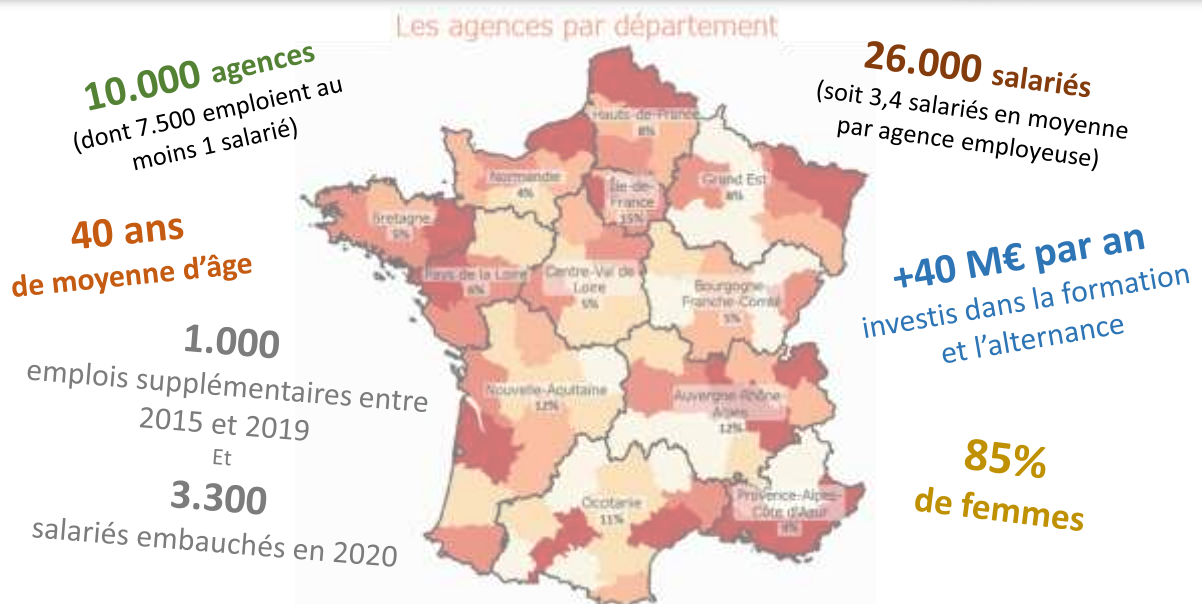 Les agences par département
10.000 agences
(dont 7.500 emploient au
moins 1 salarié)
26.000 salariés
(soit 3,4 salariés en moyenne
par agence employeuse)
40 ans
de moyenne d’âge
+40 M€ par an
investis dans la formation
et l’alternance
1.000
emplois supplémentaires entre
2015 et 2019
Et
3.300
salariés embauchés en 2020
85%
de femmes
Hauts-de-France
8%
Normandie
4%
Île-de-
France
15%
Grand Est
8%
Bretagne
5%
Pays de la Loire
6%
Centre-Val de
Loire
5%
Bourgogne-
Franche-Comté
5%
Nouvelle-Aquitaine
12%
Auvergne-Rhône-
Alpes
12%
Occitanie
11%
Provence-Alpes-
Côte d'Azur
9%